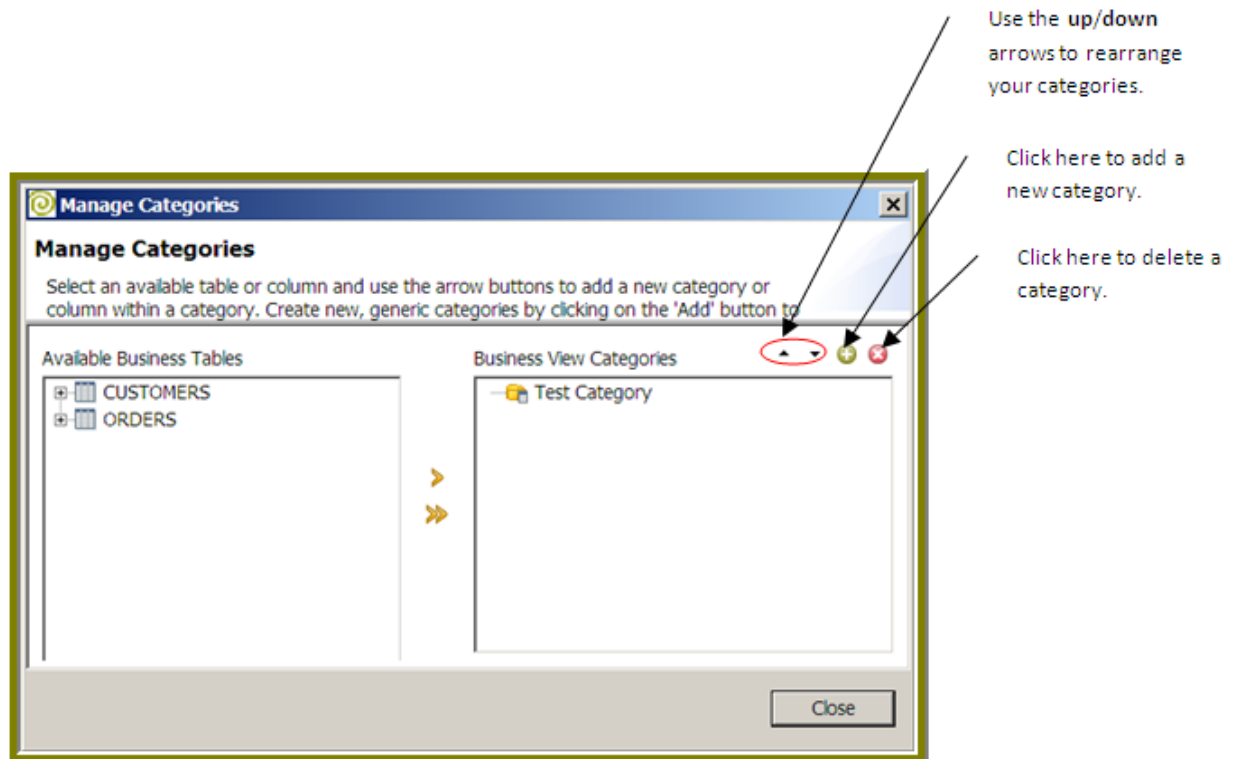 Use the up/down
arrows to rearrange
your categories.
Click here to add a
new category.
Click here to delete a
category.
Manage Categories
Manage Categories
Select an available table or column and use the arrow buttons to add a new category or
column within a category. Create new, generic categories by clicking on the 'Add' button to
Available Business Tables
Business View Categories
CUSTOMERS
ORDERS
Test Category
Close